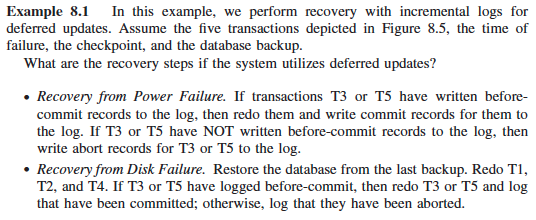 Example 8.1 In this example, we perform recovery with incremental logs for
deferred updates. Assume the five transactions depicted in Figure 8.5, the time of
failure, the checkpoint, and the database backup.
What are the recovery steps if the system utilizes deferred updates?
• Recovery from Power Failure. If transactions T3 or T5 have written before-
commit records to the log, then redo them and write commit records for them to
the log. If T3 or T5 have NOT written before-commit records to the log, then
write abort records for T3 or T5 to the log.
• Recovery from Disk Failure. Restore the database from the last backup. Redo T1,
T2, and T4. If T3 or T5 have logged before-commit, then redo T3 or T5 and log
that have been committed; otherwise, log that they have been aborted.